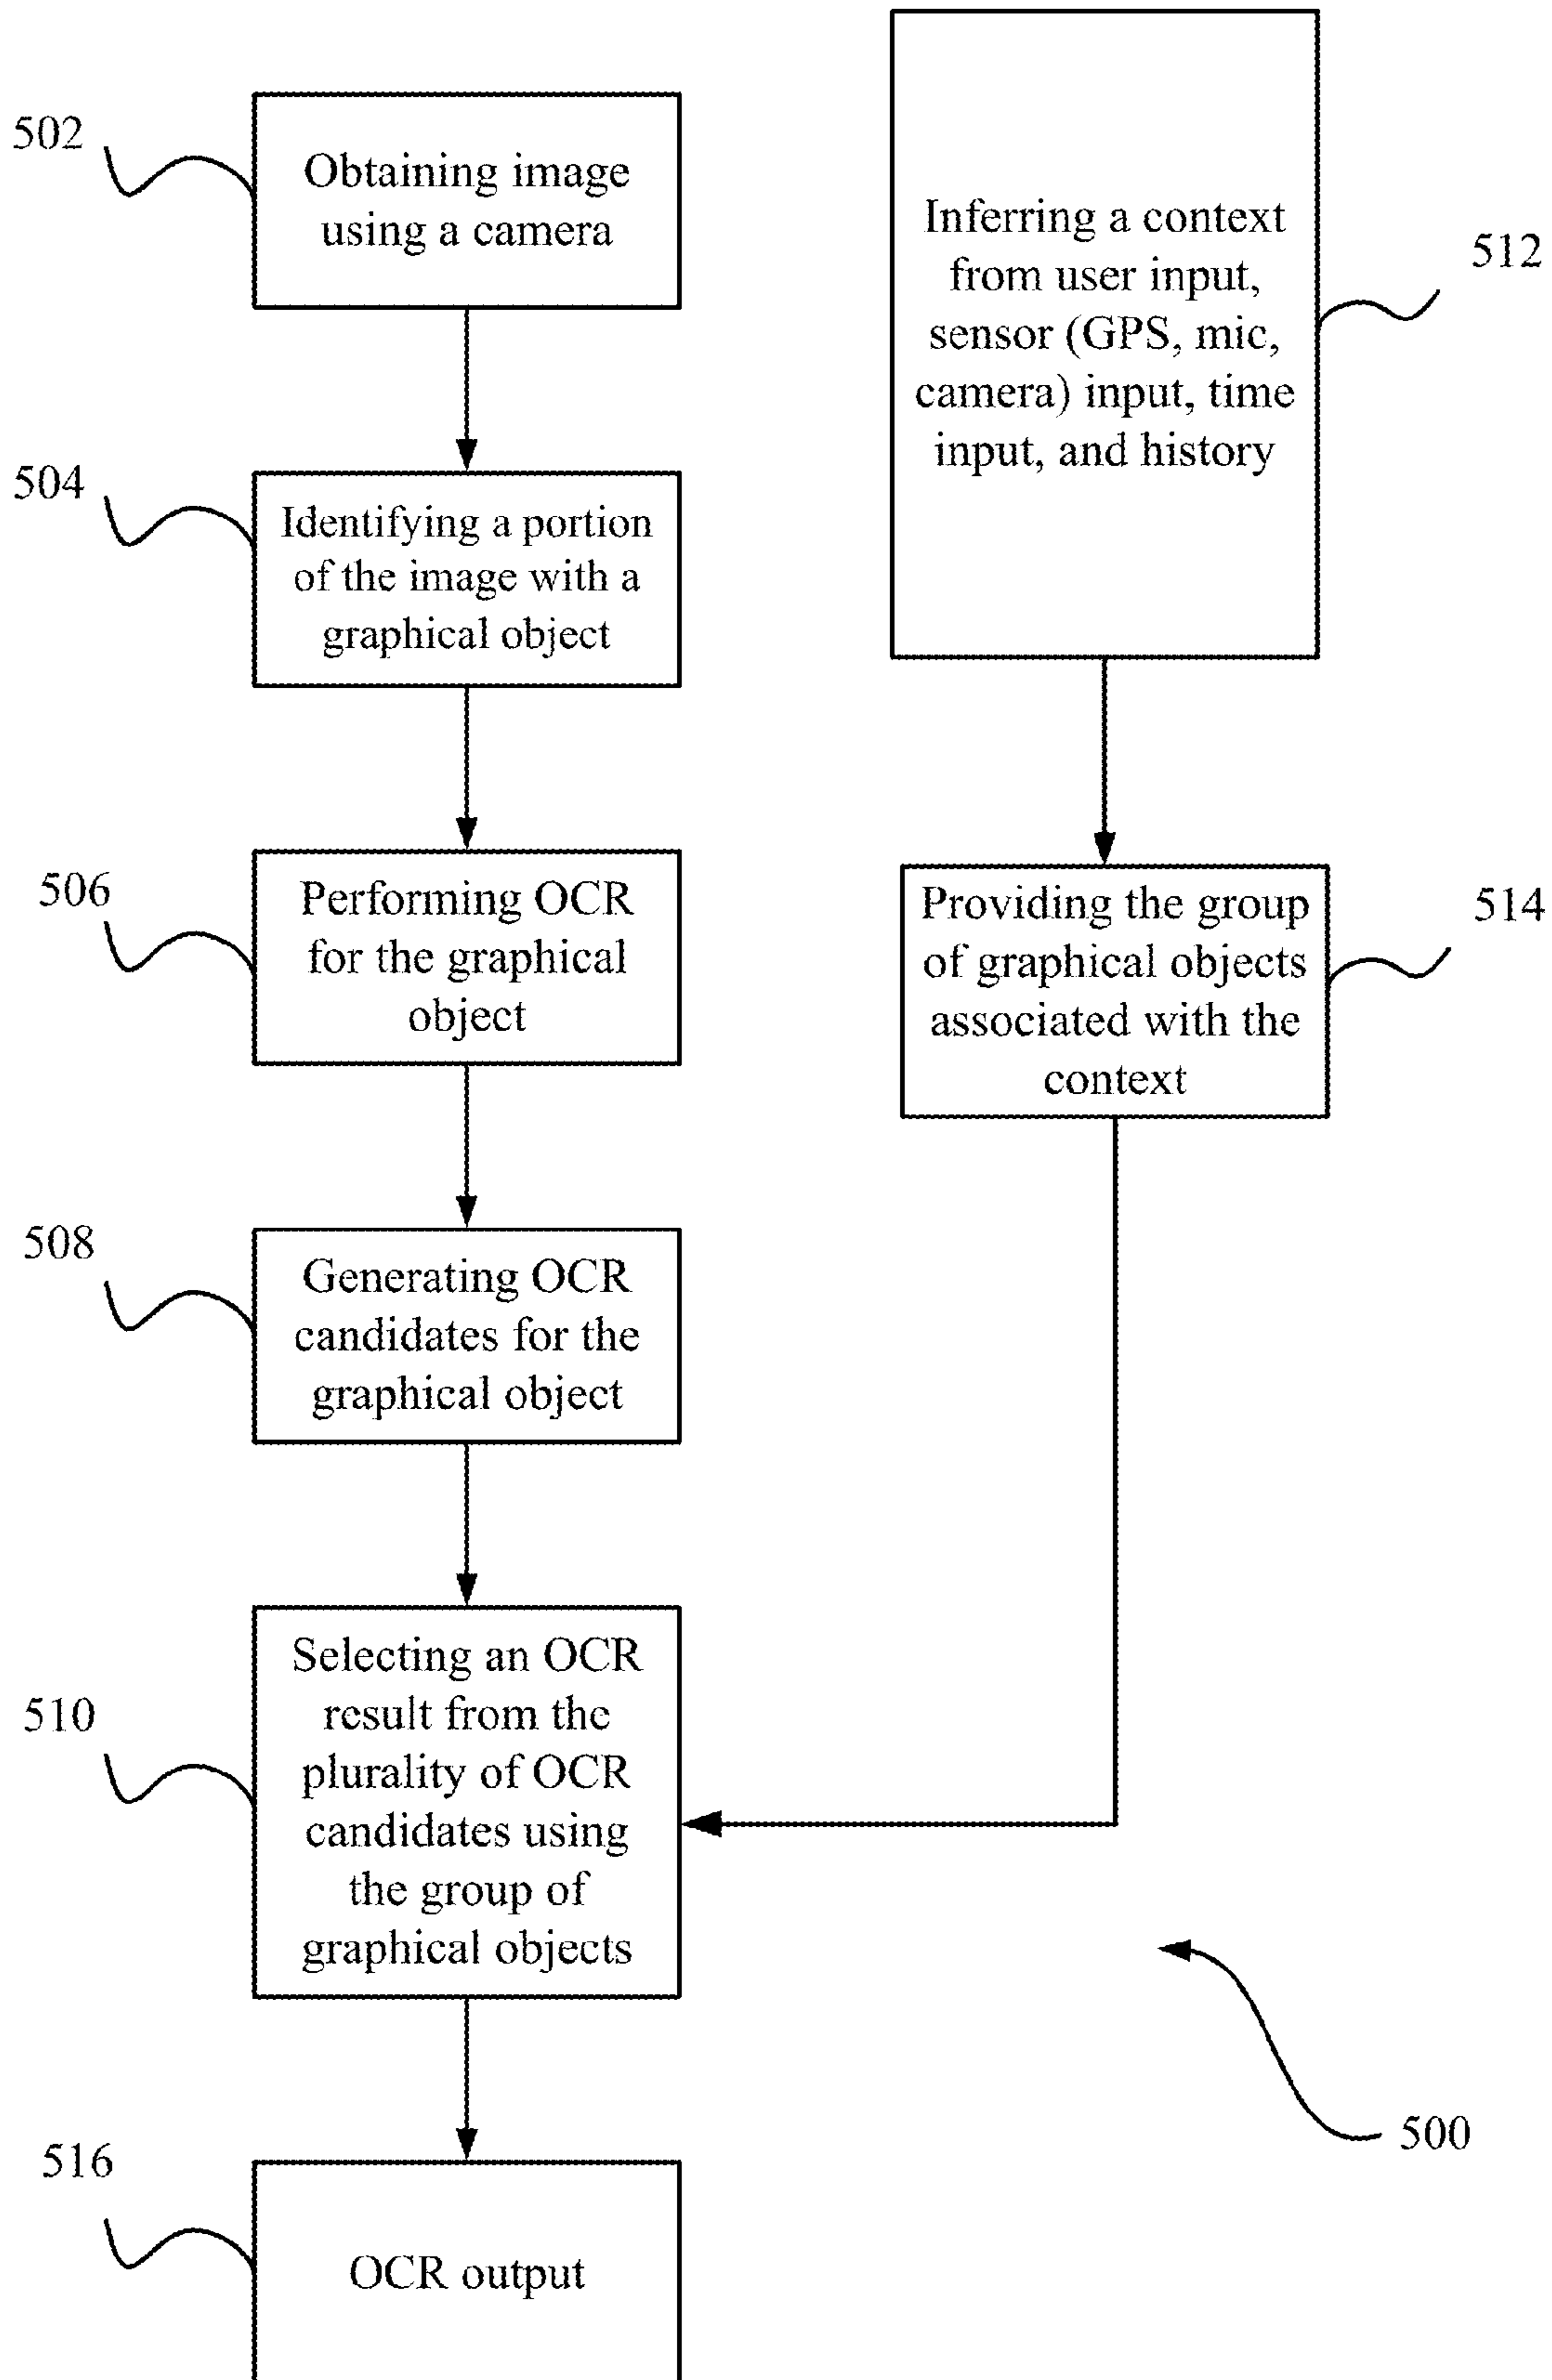 502
Obtaining image
using a camera
504
Identifying a portion
of the image with a
graphical object
506
Performing OCR
for the graphical
object
508
Generating OCR
candidates for the
graphical object
510
Selecting an OCR
result from the
plurality of OCR
candidates using
the group of
graphical objects
516
OCR output
Inferring a context
from user input,
sensor (GPS, mic,
camera) input, time
input, and history
512
Providing the group
of graphical objects
associated with the
context
514
500